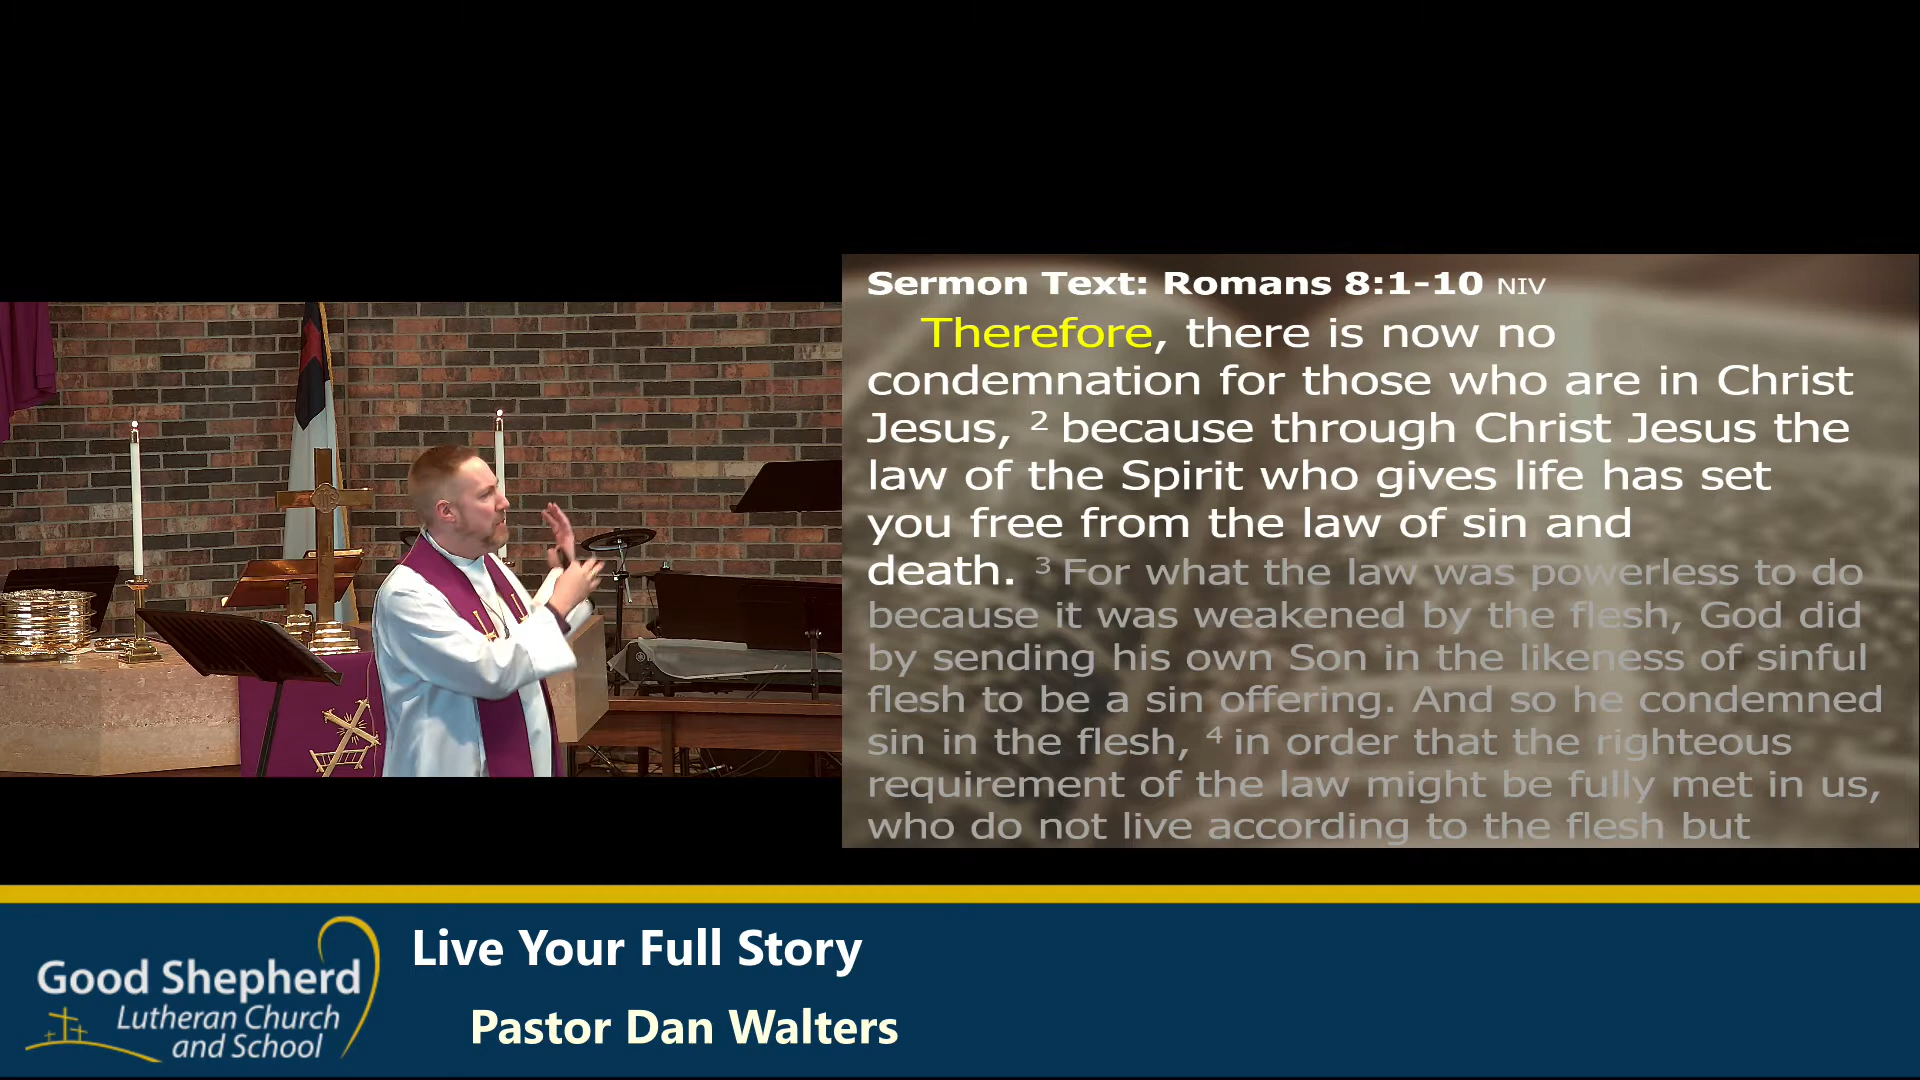 Sermon Text: Romans 8:1-10 NIV
Therefore, there is now no
condemnation for those who are in Christ
Jesus, ² because through Christ Jesus the
law of the Spirit who gives life has set
you free from the law of sin and
death. ³ For what the law was powerless to do
because it was weakened by the flesh, God did
by sending his own Son in the likeness of sinful
flesh to be a sin offering. And so he condemned
sin in the flesh, ⁴ in order that the righteous
requirement of the law might be fully met in us,
who do not live according to the flesh but
Good Shepherd
Lutheran Church
and School
Live Your Full Story
Pastor Dan Walters